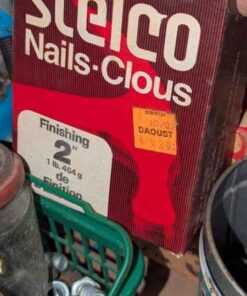 Stelco
Nails-Clous
Finishing
2"
1 lb. 454 g
de
Finition
DAOUST